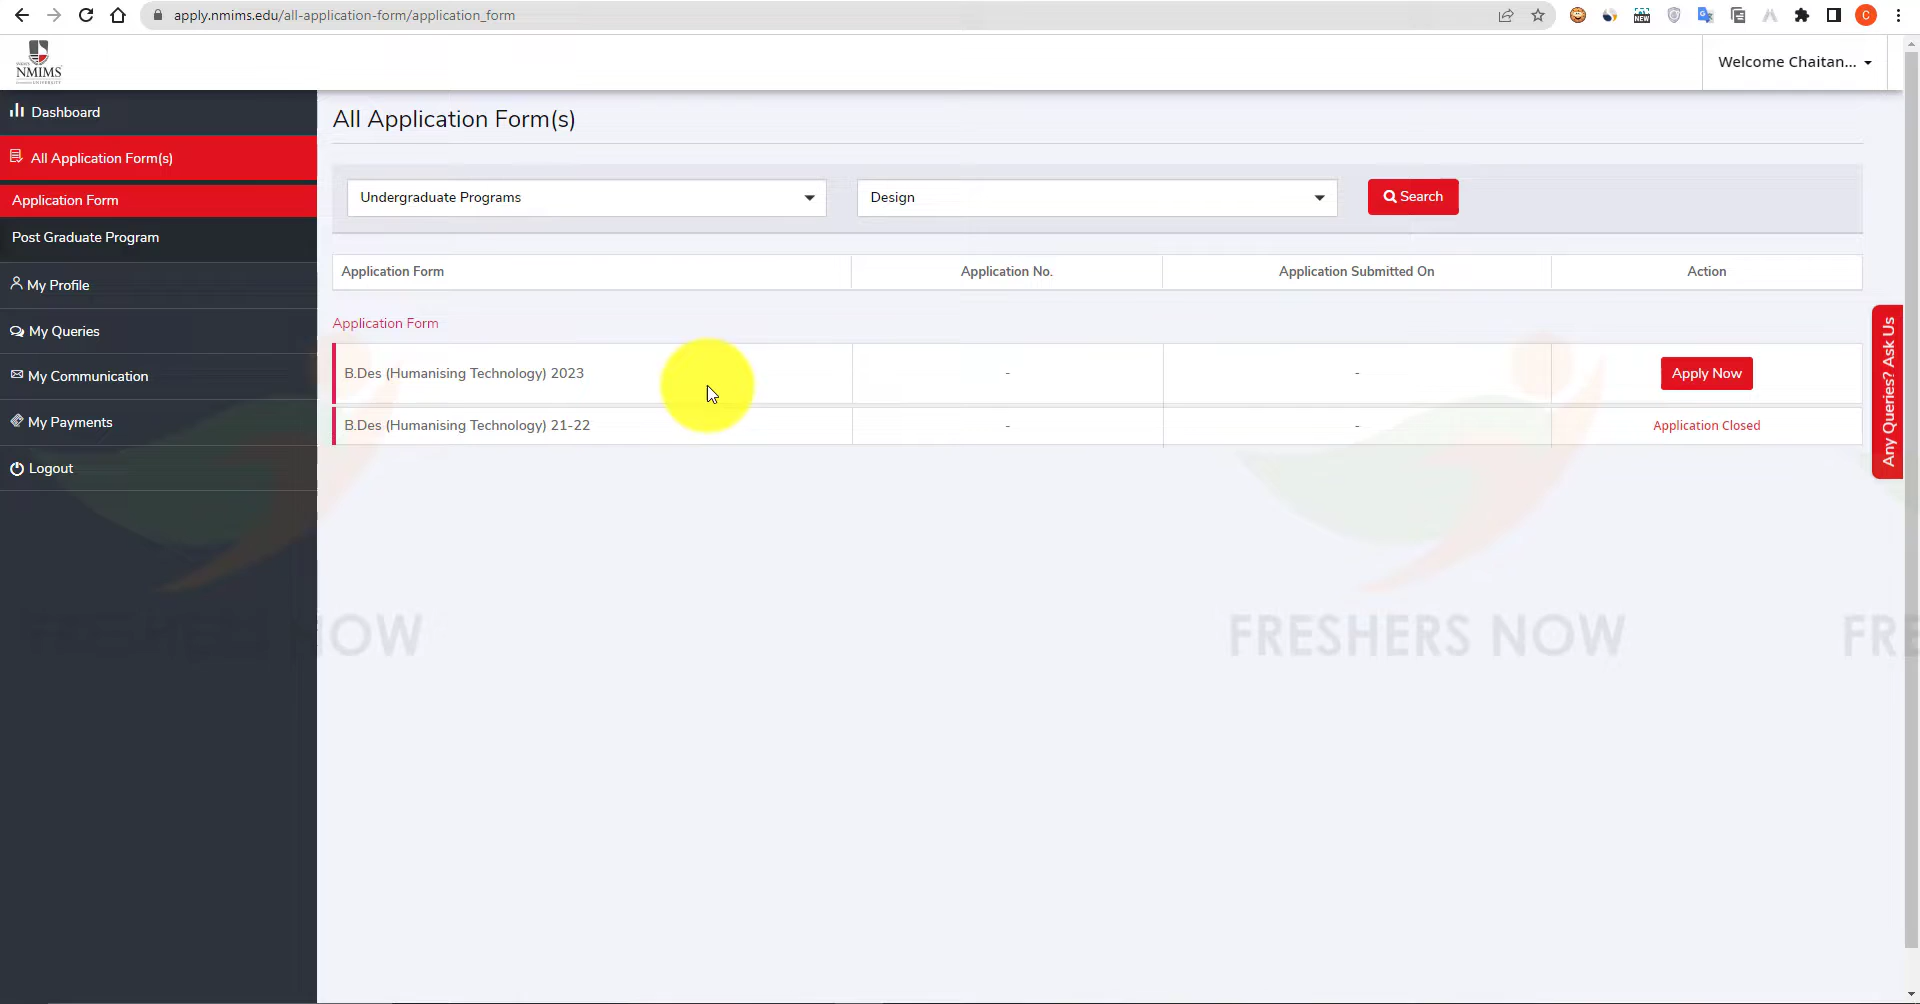 apply.nmims.edu/all-application-form/application_form
NEW
C
NMIMS
Welcome Chaitan...
Dashboard
All Application Form(s)
Application Form
Post Graduate Program
My Profile
My Queries
My Communication
My Payments
Logout
All Application Form(s)
Undergraduate Programs
Design
Search
Application Form
Application No.
Application Submitted On
Action
Application Form
B.Des (Humanising Technology) 2023
-
-
Apply Now
B.Des (Humanising Technology) 21-22
-
-
Application Closed
Any Queries? Ask Us
FRESHERS NOW
FRESHERS NOW
FRE